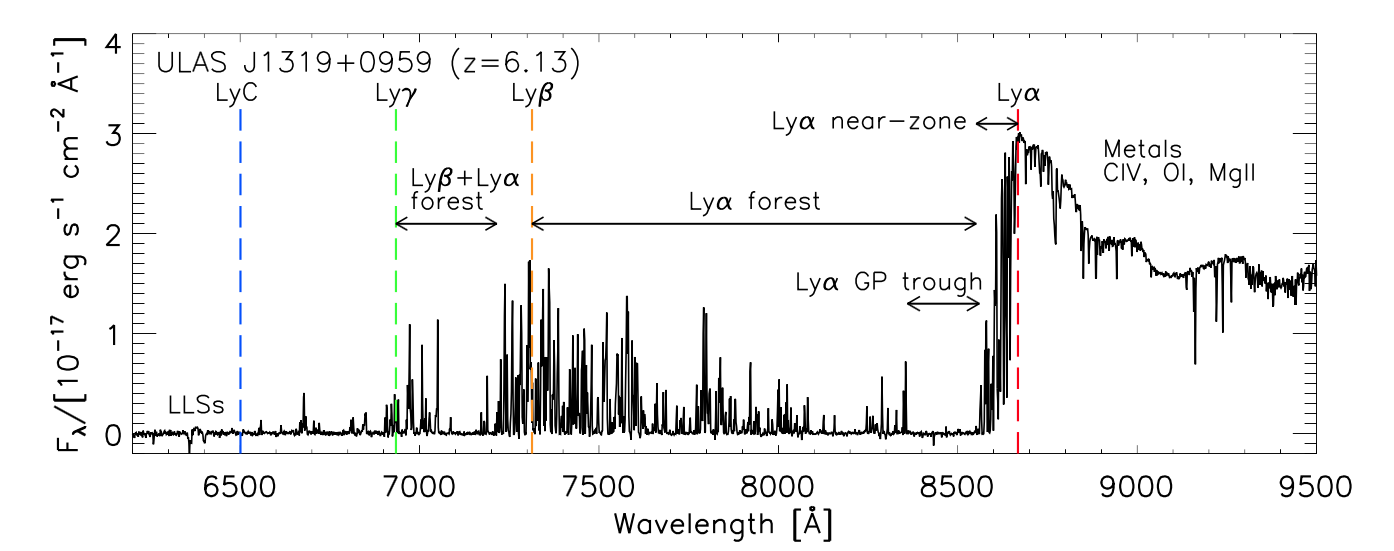 ULAS J1319+0959 (z=6.13)
LyC
Lyγ
Lyβ
Lyα
Lyα near−zone
Metals
CIV, OI, MgII
Lyβ+Lyα
forest
Lyα forest
Lyα GP trough
LLSs
4
3
2
1
0
F_λ/[10⁻¹⁷ erg s⁻¹ cm⁻² Å⁻¹]
6500 7000 7500 8000 8500 9000 9500
Wavelength [Å]